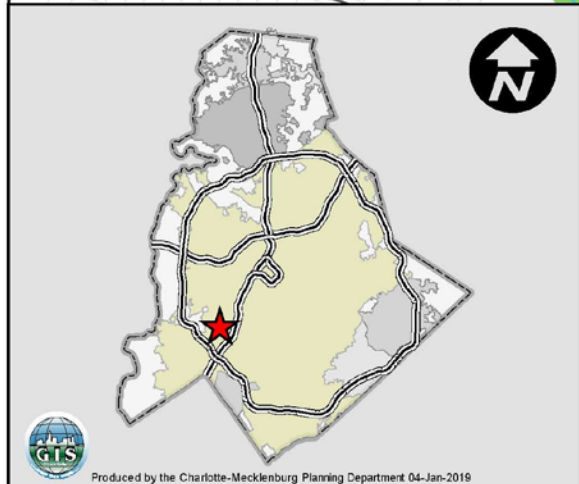 N
GIS
Produced by the Charlotte-Mecklenburg Planning Department 04-Jan-2019